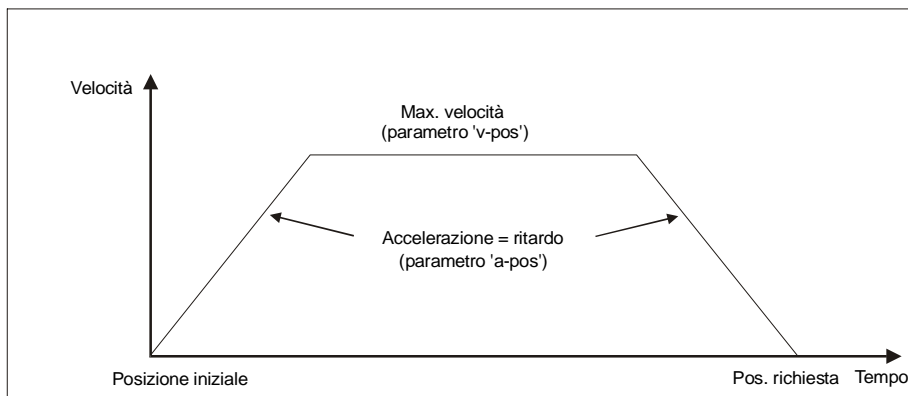 Velocità
Max. velocità
(parametro 'v-pos')
Accelerazione = ritardo
(parametro 'a-pos')
Posizione iniziale
Pos. richiesta
Tempo